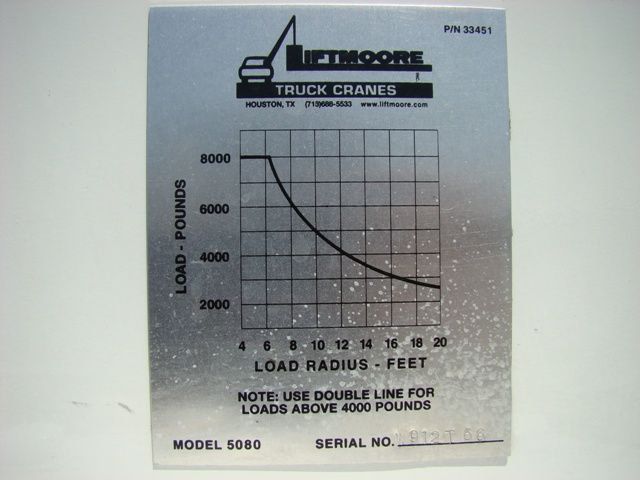 P/N 33451
LIFTMOORE
TRUCK CRANES
HOUSTON, TX (713)688-5533 www.liftmoore.com
8000
6000
4000
2000
LOAD - POUNDS
4 6 8 10 12 14 16 18 20
LOAD RADIUS - FEET
NOTE: USE DOUBLE LINE FOR
LOADS ABOVE 4000 POUNDS
MODEL 5080 SERIAL NO.